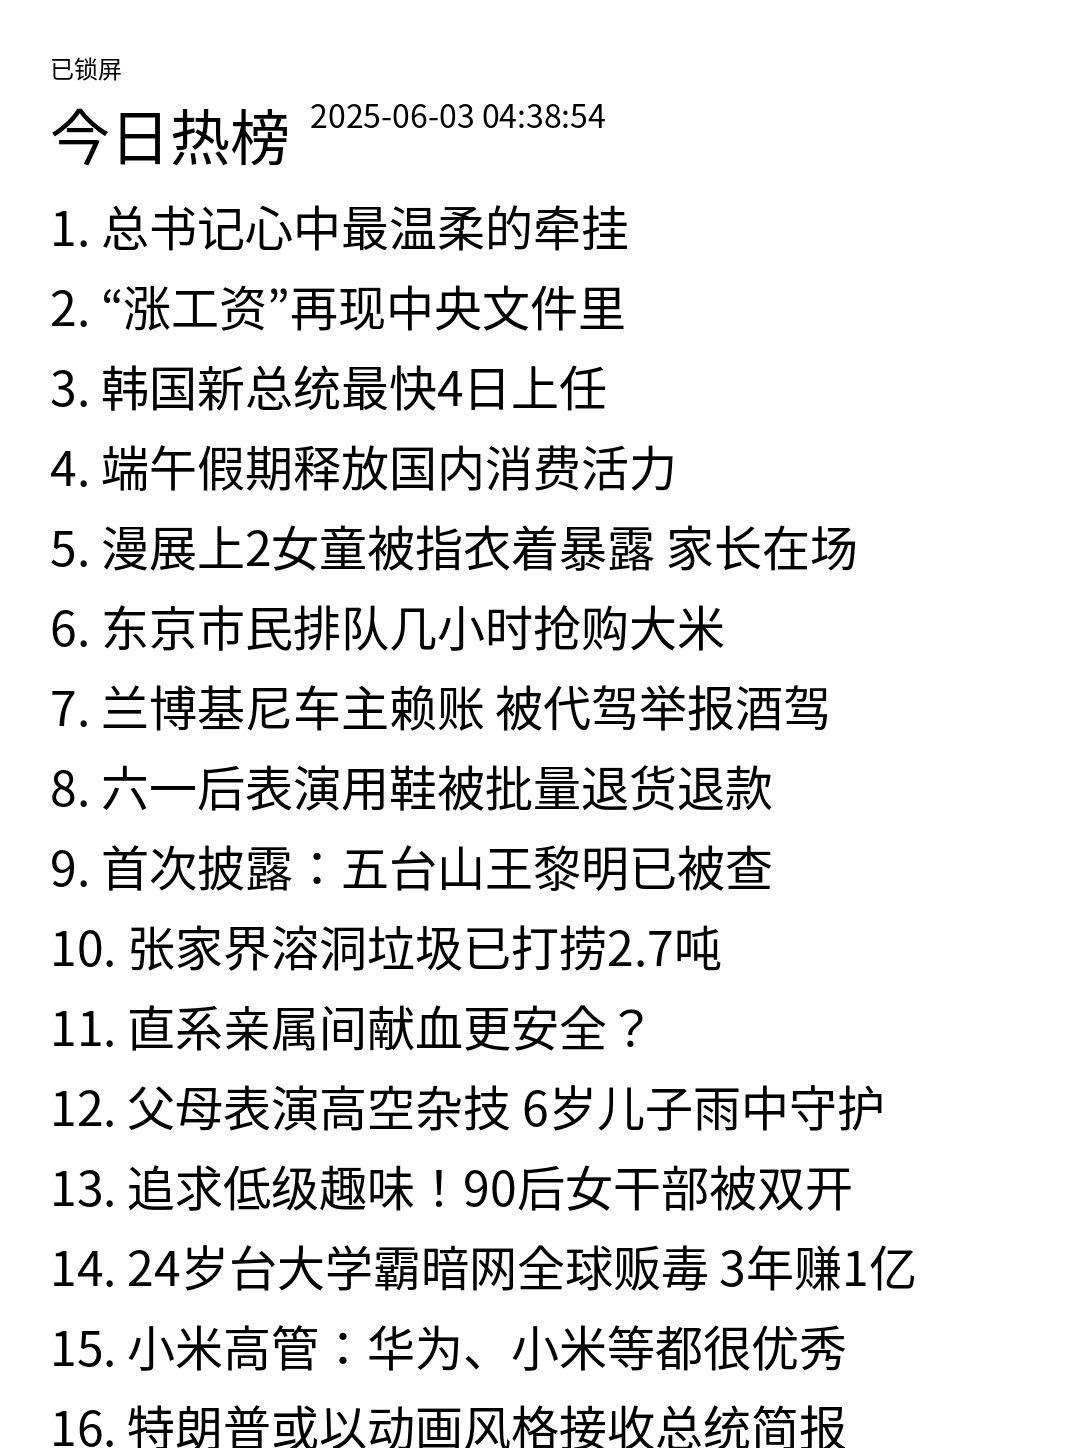 已锁屏
今日热榜 2025-06-03 04:38:54
1. 总书记心中最温柔的牵挂
2. “涨工资”再现中央文件里
3. 韩国新总统最快4日上任
4. 端午假期释放国内消费活力
5. 漫展上2女童被指衣着暴露 家长在场
6. 东京市民排队几小时抢购大米
7. 兰博基尼车主赖账 被代驾举报酒驾
8. 六一后表演用鞋被批量退货退款
9. 首次披露：五台山王黎明已被查
10. 张家界溶洞垃圾已打捞2.7吨
11. 直系亲属间献血更安全？
12. 父母表演高空杂技 6岁儿子雨中守护
13. 追求低级趣味！90后女干部被双开
14. 24岁台大学霸暗网全球贩毒 3年赚1亿
15. 小米高管：华为、小米等都很优秀
16. 特朗普或以动画风格接收总统简报